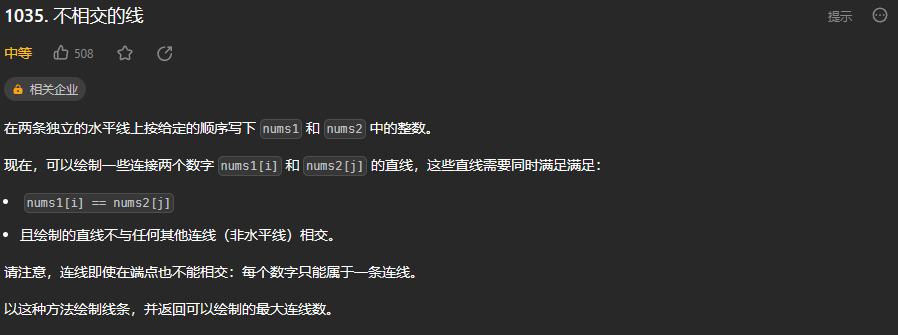 1035. 不相交的线
提示
中等 508
相关企业
在两条独立的水平线上按给定的顺序写下 nums1 和 nums2 中的整数。
现在，可以绘制一些连接两个数字 nums1[i] 和 nums2[j] 的直线，这些直线需要同时满足满足：
• nums1[i] == nums2[j]
• 且绘制的直线不与任何其他连线（非水平线）相交。
请注意，连线即使在端点也不能相交：每个数字只能属于一条连线。
以这种方法绘制线条，并返回可以绘制的最大连线数。